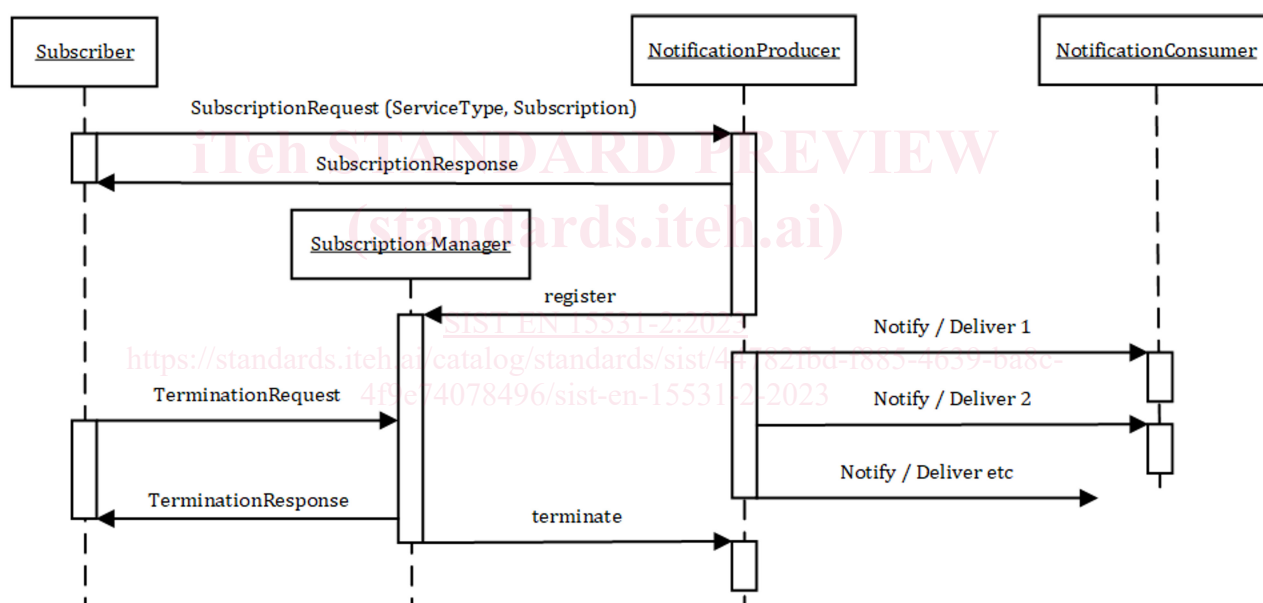 Subscriber
NotificationProducer
NotificationConsumer
SubscriptionRequest (ServiceType, Subscription)
iTeh STANDARD PREVIEW
SubscriptionResponse
(standards.iteh.ai)
Subscription Manager
register
SIST EN 15531-2:2023
Notify / Deliver 1
https://standards.iteh.ai/catalog/standards/sist/44782fbd-f885-4639-ba8c-
TerminationRequest
4f9e74078496/sist-en-15531-2-2023
Notify / Deliver 2
Notify / Deliver etc
TerminationResponse
terminate